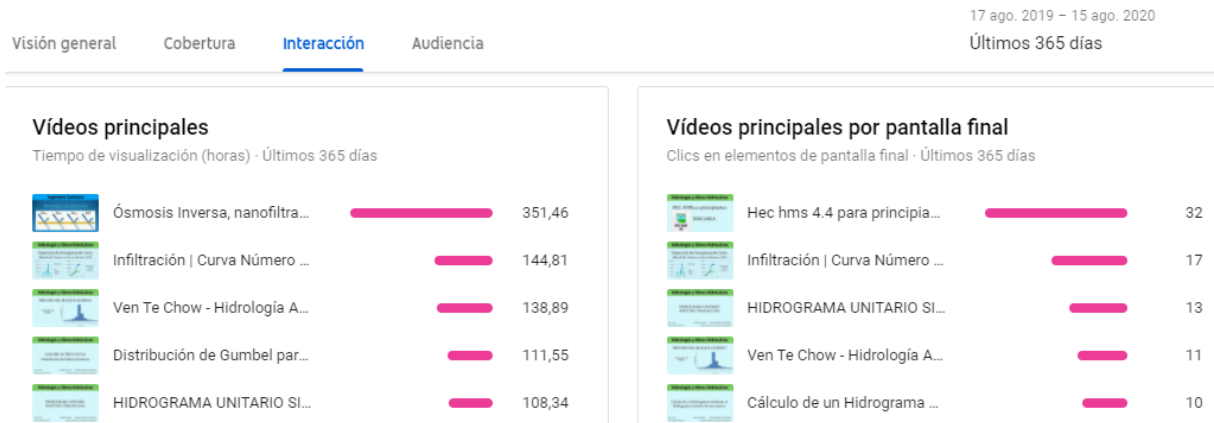 17 ago. 2019 – 15 ago. 2020
Visión general Cobertura Interacción Audiencia Últimos 365 días
Vídeos principales
Tiempo de visualización (horas) · Últimos 365 días
Ósmosis Inversa, nanofiltra... 351,46
Infiltración | Curva Número ... 144,81
Ven Te Chow - Hidrología A... 138,89
Distribución de Gumbel par... 111,55
HIDROGRAMA UNITARIO SI... 108,34
Vídeos principales por pantalla final
Clics en elementos de pantalla final · Últimos 365 días
Hec hms 4.4 para principia... 32
Infiltración | Curva Número ... 17
HIDROGRAMA UNITARIO SI... 13
Ven Te Chow - Hidrología A... 11
Cálculo de un Hidrograma ... 10